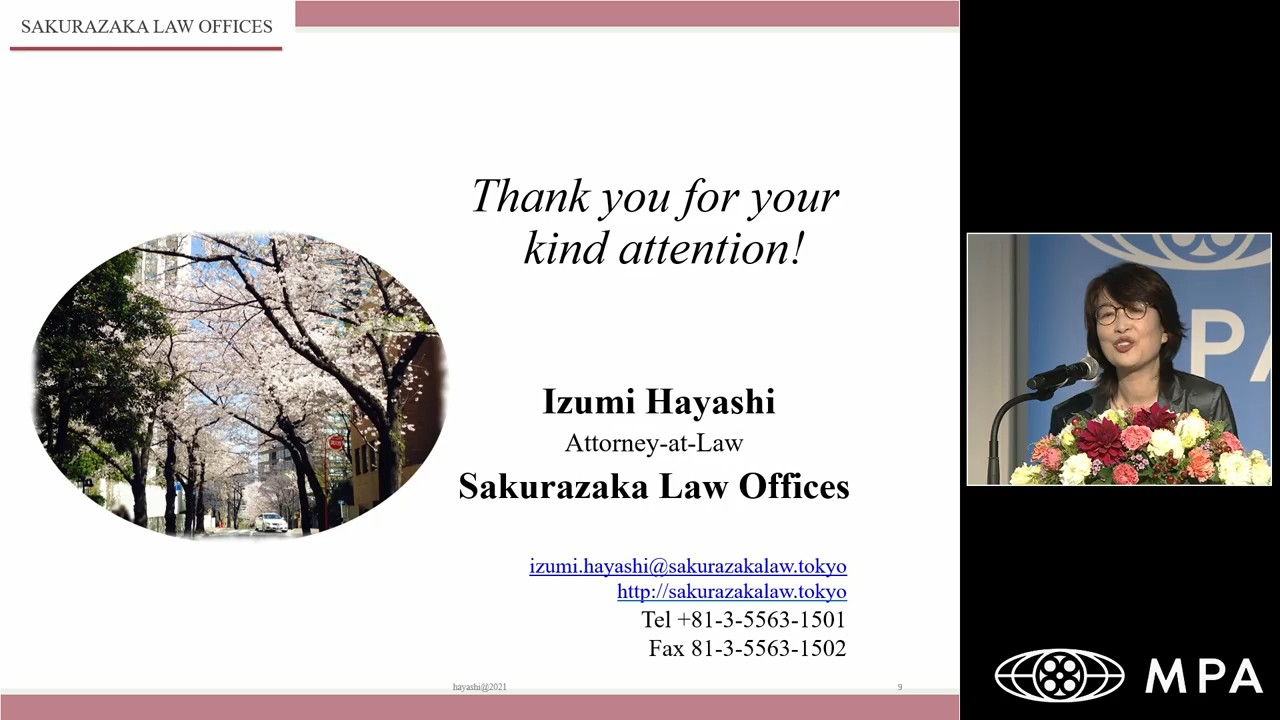 SAKURAZAKA LAW OFFICES
Thank you for your
kind attention!
Izumi Hayashi
Attorney-at-Law
Sakurazaka Law Offices
izumi.hayashi@sakurazakalaw.tokyo
http://sakurazakalaw.tokyo
Tel +81-3-5563-1501
Fax 81-3-5563-1502
hayashi@2021
9
PA
MPA